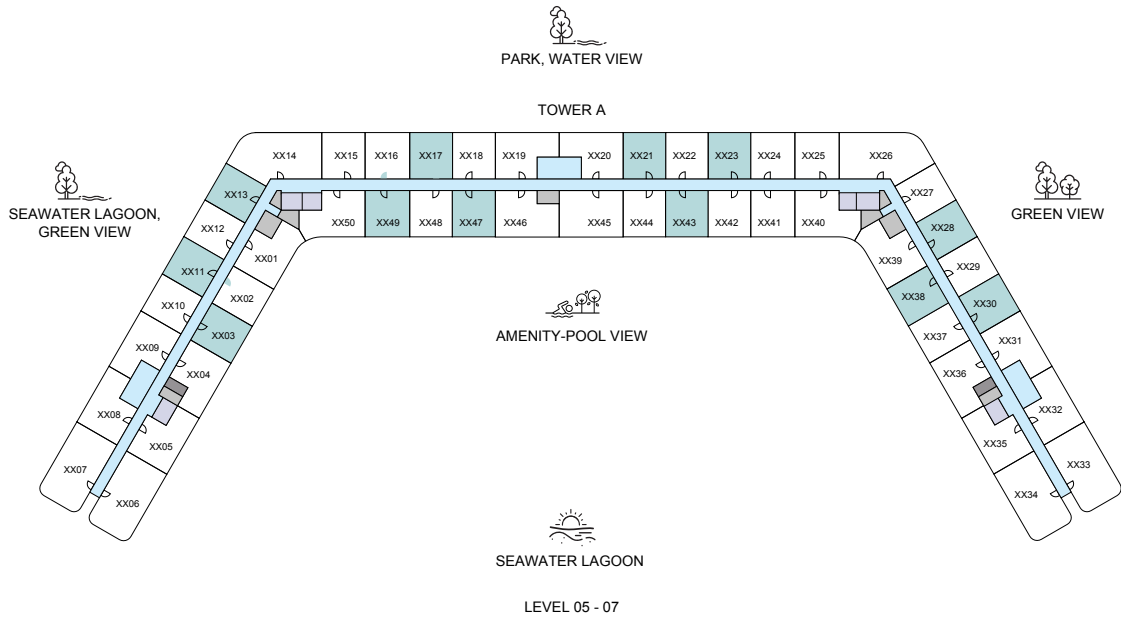 PARK, WATER VIEW
TOWER A
XX14 XX15 XX16 XX17 XX18 XX19 XX20 XX21 XX22 XX23 XX24 XX25 XX26
XX13
XX27
SEAWATER LAGOON,
GREEN VIEW
GREEN VIEW
XX50 XX49 XX48 XX47 XX46 XX45 XX44 XX43 XX42 XX41 XX40
XX12
XX28
XX01
XX39
XX11
XX29
XX02
XX38
XX10
XX30
AMENITY-POOL VIEW
XX03
XX37
XX09
XX31
XX04
XX36
XX08
XX32
XX05
XX35
XX07
XX33
XX06
XX34
SEAWATER LAGOON
LEVEL 05 - 07